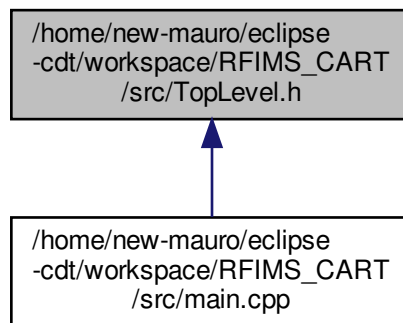 /home/new-mauro/eclipse
-cdt/workspace/RFIMS_CART
/src/TopLevel.h
/home/new-mauro/eclipse
-cdt/workspace/RFIMS_CART
/src/main.cpp